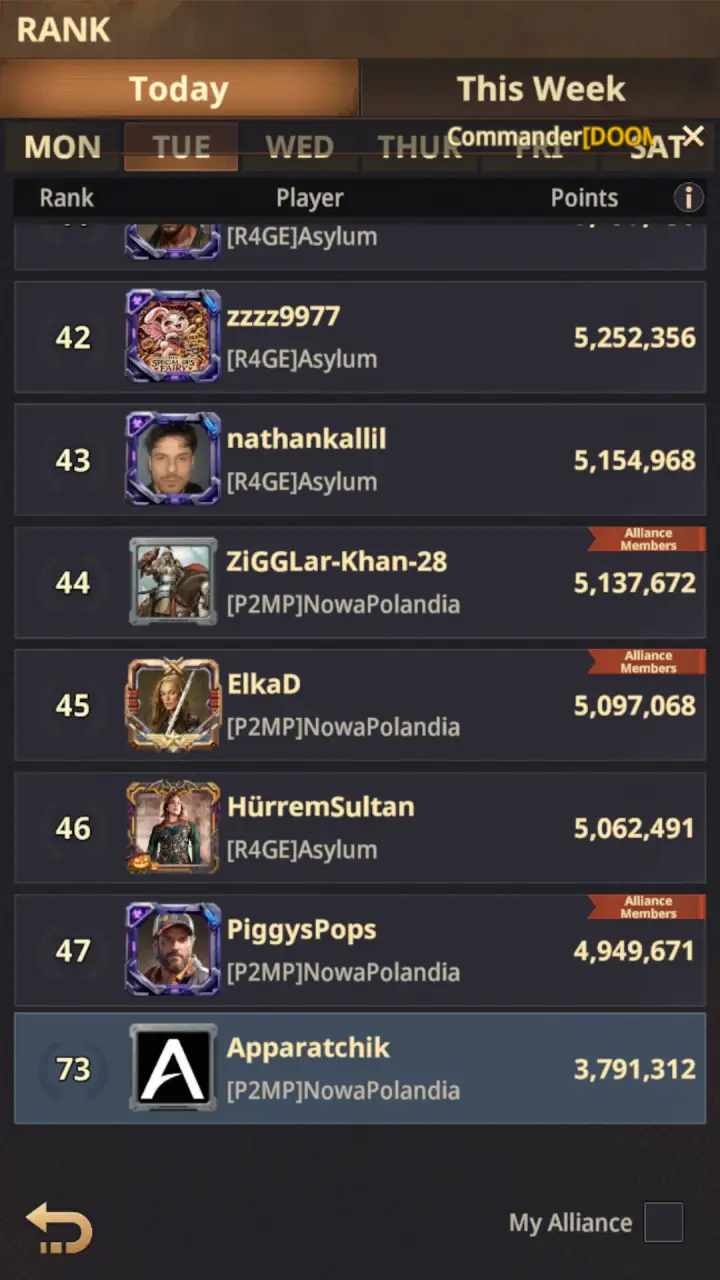 RANK
Today
This Week
Commander[DOOM
MON
TUE
WED
THUR
FRI
SAT
Rank
Player
Points
[R4GE]Asylum
42
zzzz9977
[R4GE]Asylum
5,252,356
43
nathankallil
[R4GE]Asylum
5,154,968
Alliance
Members
44
ZiGGLar-Khan-28
[P2MP]NowaPolandia
5,137,672
Alliance
Members
45
ElkaD
[P2MP]NowaPolandia
5,097,068
46
HürremSultan
[R4GE]Asylum
5,062,491
Alliance
Members
47
PiggysPops
[P2MP]NowaPolandia
4,949,671
73
Apparatchik
[P2MP]NowaPolandia
3,791,312
My Alliance